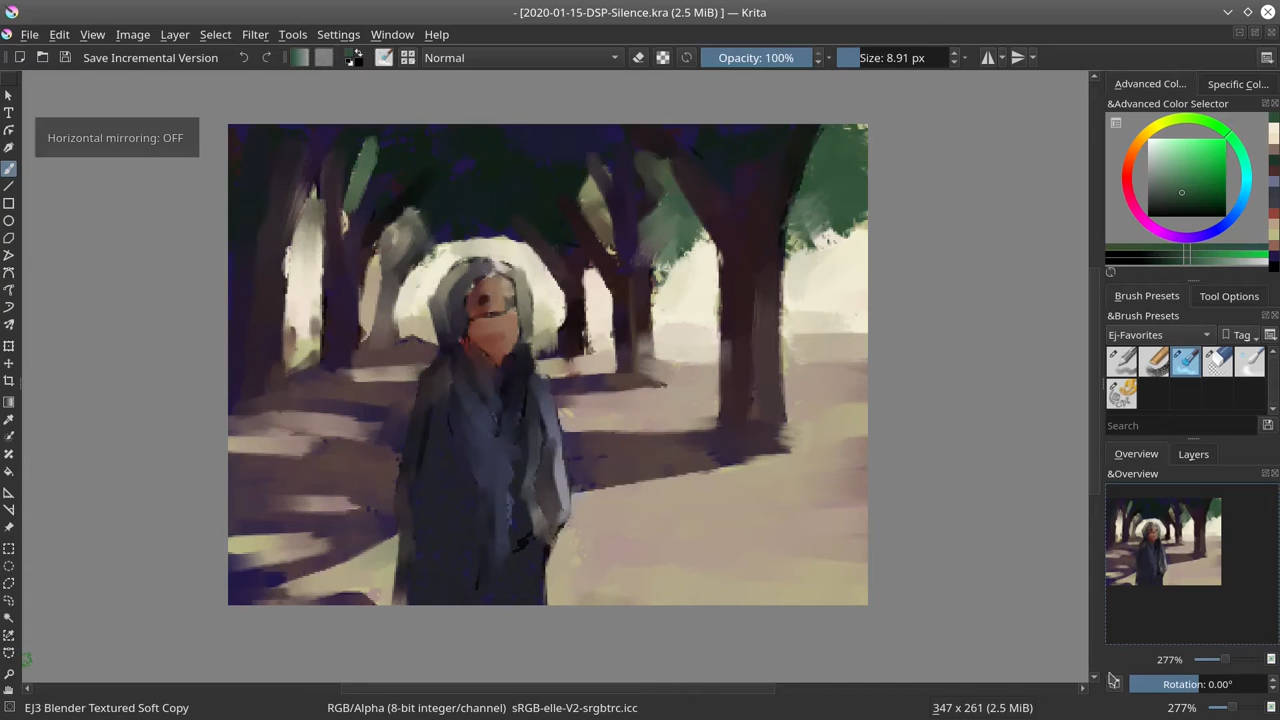 - [2020-01-15-DSP-Silence.kra (2.5 MiB) ] — Krita
File Edit View Image Layer Select Filter Tools Settings Window Help
Save Incremental Version Normal Opacity: 100% Size: 8.91 px
Advanced Col... Specific Col...
&Advanced Color Selector
Horizontal mirroring: OFF
Brush Presets Tool Options
&Brush Presets
Ej-Favorites Tag
Search
Overview Layers
&Overview
277%
Rotation: 0.00°
EJ3 Blender Textured Soft Copy RGB/Alpha (8-bit integer/channel) sRGB-elle-V2-srgbtrc.icc 347 x 261 (2.5 MiB) 277%